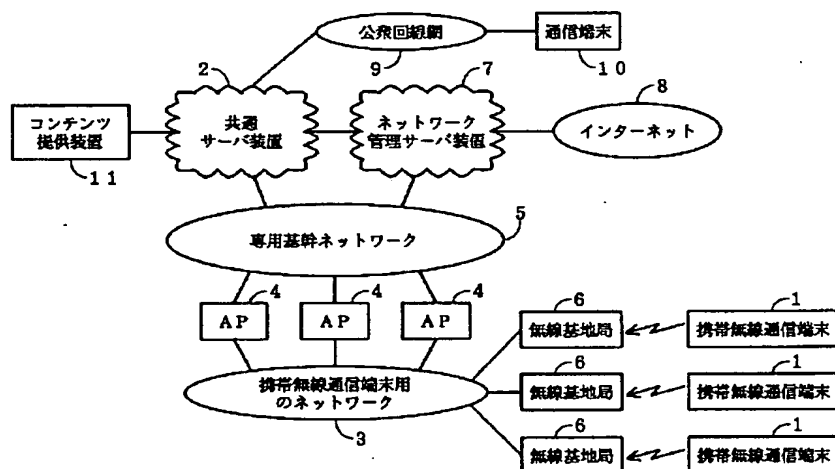 公衆回線網
9
通信端末
10
2
7
8
コンテンツ
提供装置
11
共通
サーバ装置
ネットワーク
管理サーバ装置
インターネット
専用基幹ネットワーク
5
4
4
4
AP
AP
AP
携帯無線通信端末用
のネットワーク
3
6
1
無線基地局
携帯無線通信端末
6
1
無線基地局
携帯無線通信端末
6
1
無線基地局
携帯無線通信端末